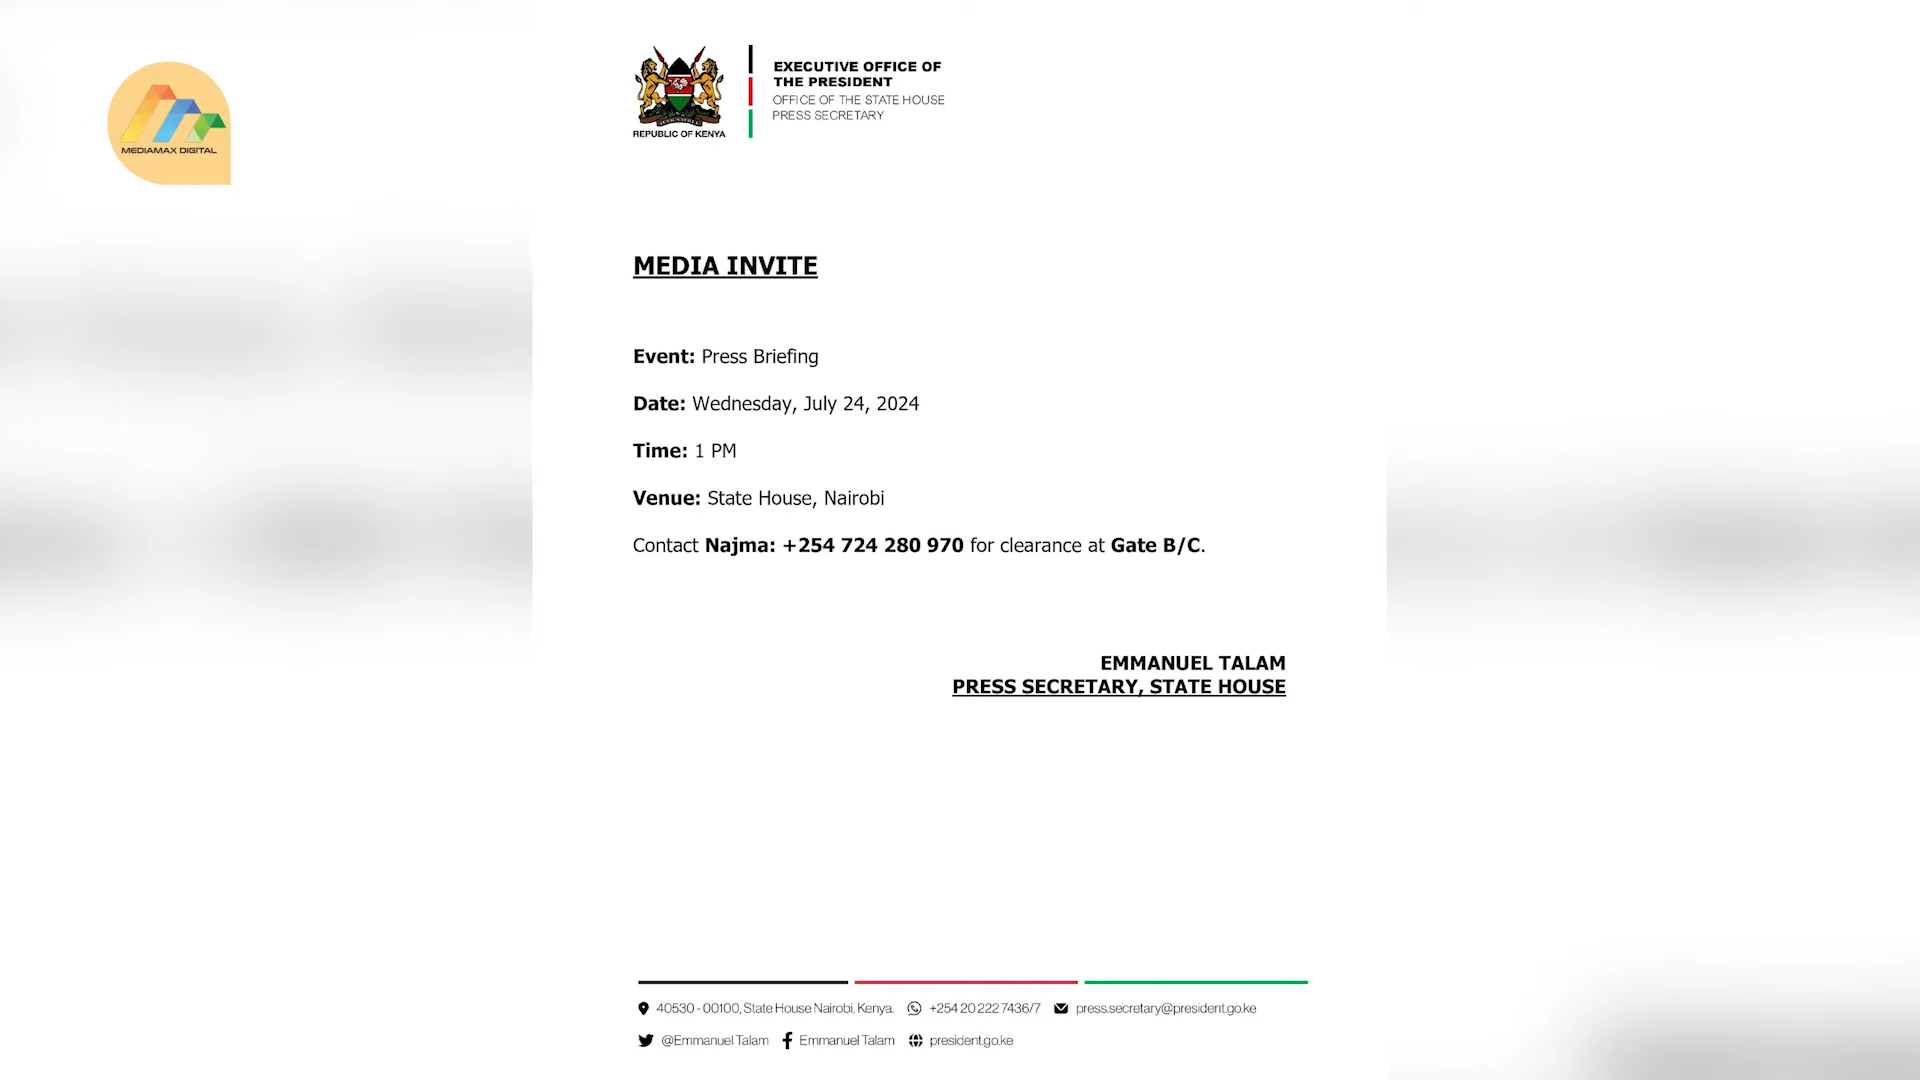 MEDIAMAX DIGITAL
REPUBLIC OF KENYA
EXECUTIVE OFFICE OF
THE PRESIDENT
OFFICE OF THE STATE HOUSE
PRESS SECRETARY
MEDIA INVITE
Event: Press Briefing
Date: Wednesday, July 24, 2024
Time: 1 PM
Venue: State House, Nairobi
Contact Najma: +254 724 280 970 for clearance at Gate B/C.
EMMANUEL TALAM
PRESS SECRETARY, STATE HOUSE
40530 - 00100, State House Nairobi, Kenya. +254 20 222 7436/7 press.secretary@president.go.ke
@Emmanuel Talam Emmanuel Talam president.go.ke